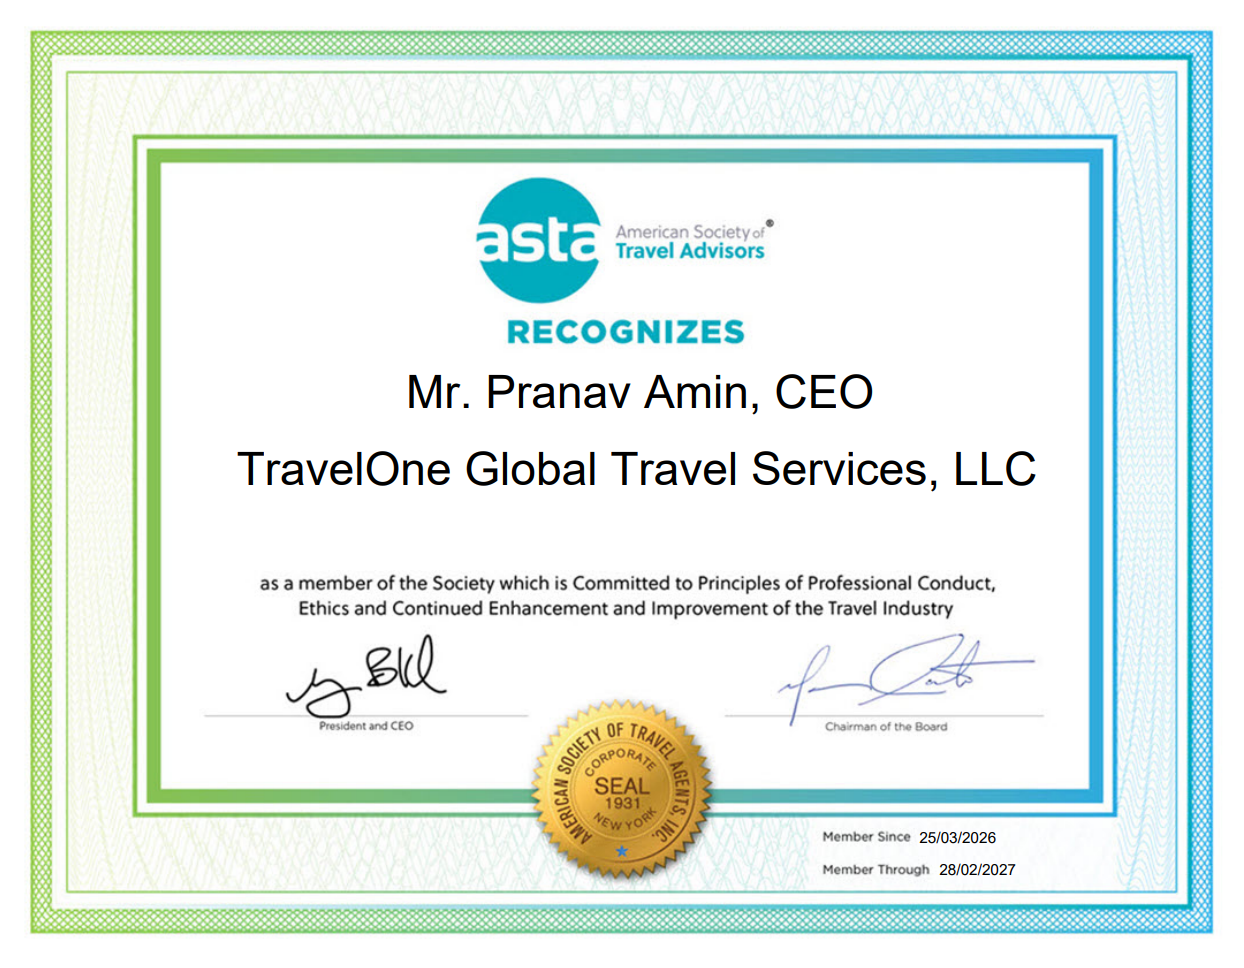 asta American Society of®
Travel Advisors
RECOGNIZES
Mr. Pranav Amin, CEO
TravelOne Global Travel Services, LLC
as a member of the Society which is Committed to Principles of Professional Conduct,
Ethics and Continued Enhancement and Improvement of the Travel Industry
President and CEO
Chairman of the Board
AMERICAN SOCIETY OF TRAVEL AGENTS, INC.
CORPORATE
SEAL
1931
NEW YORK
Member Since 25/03/2026
Member Through 28/02/2027